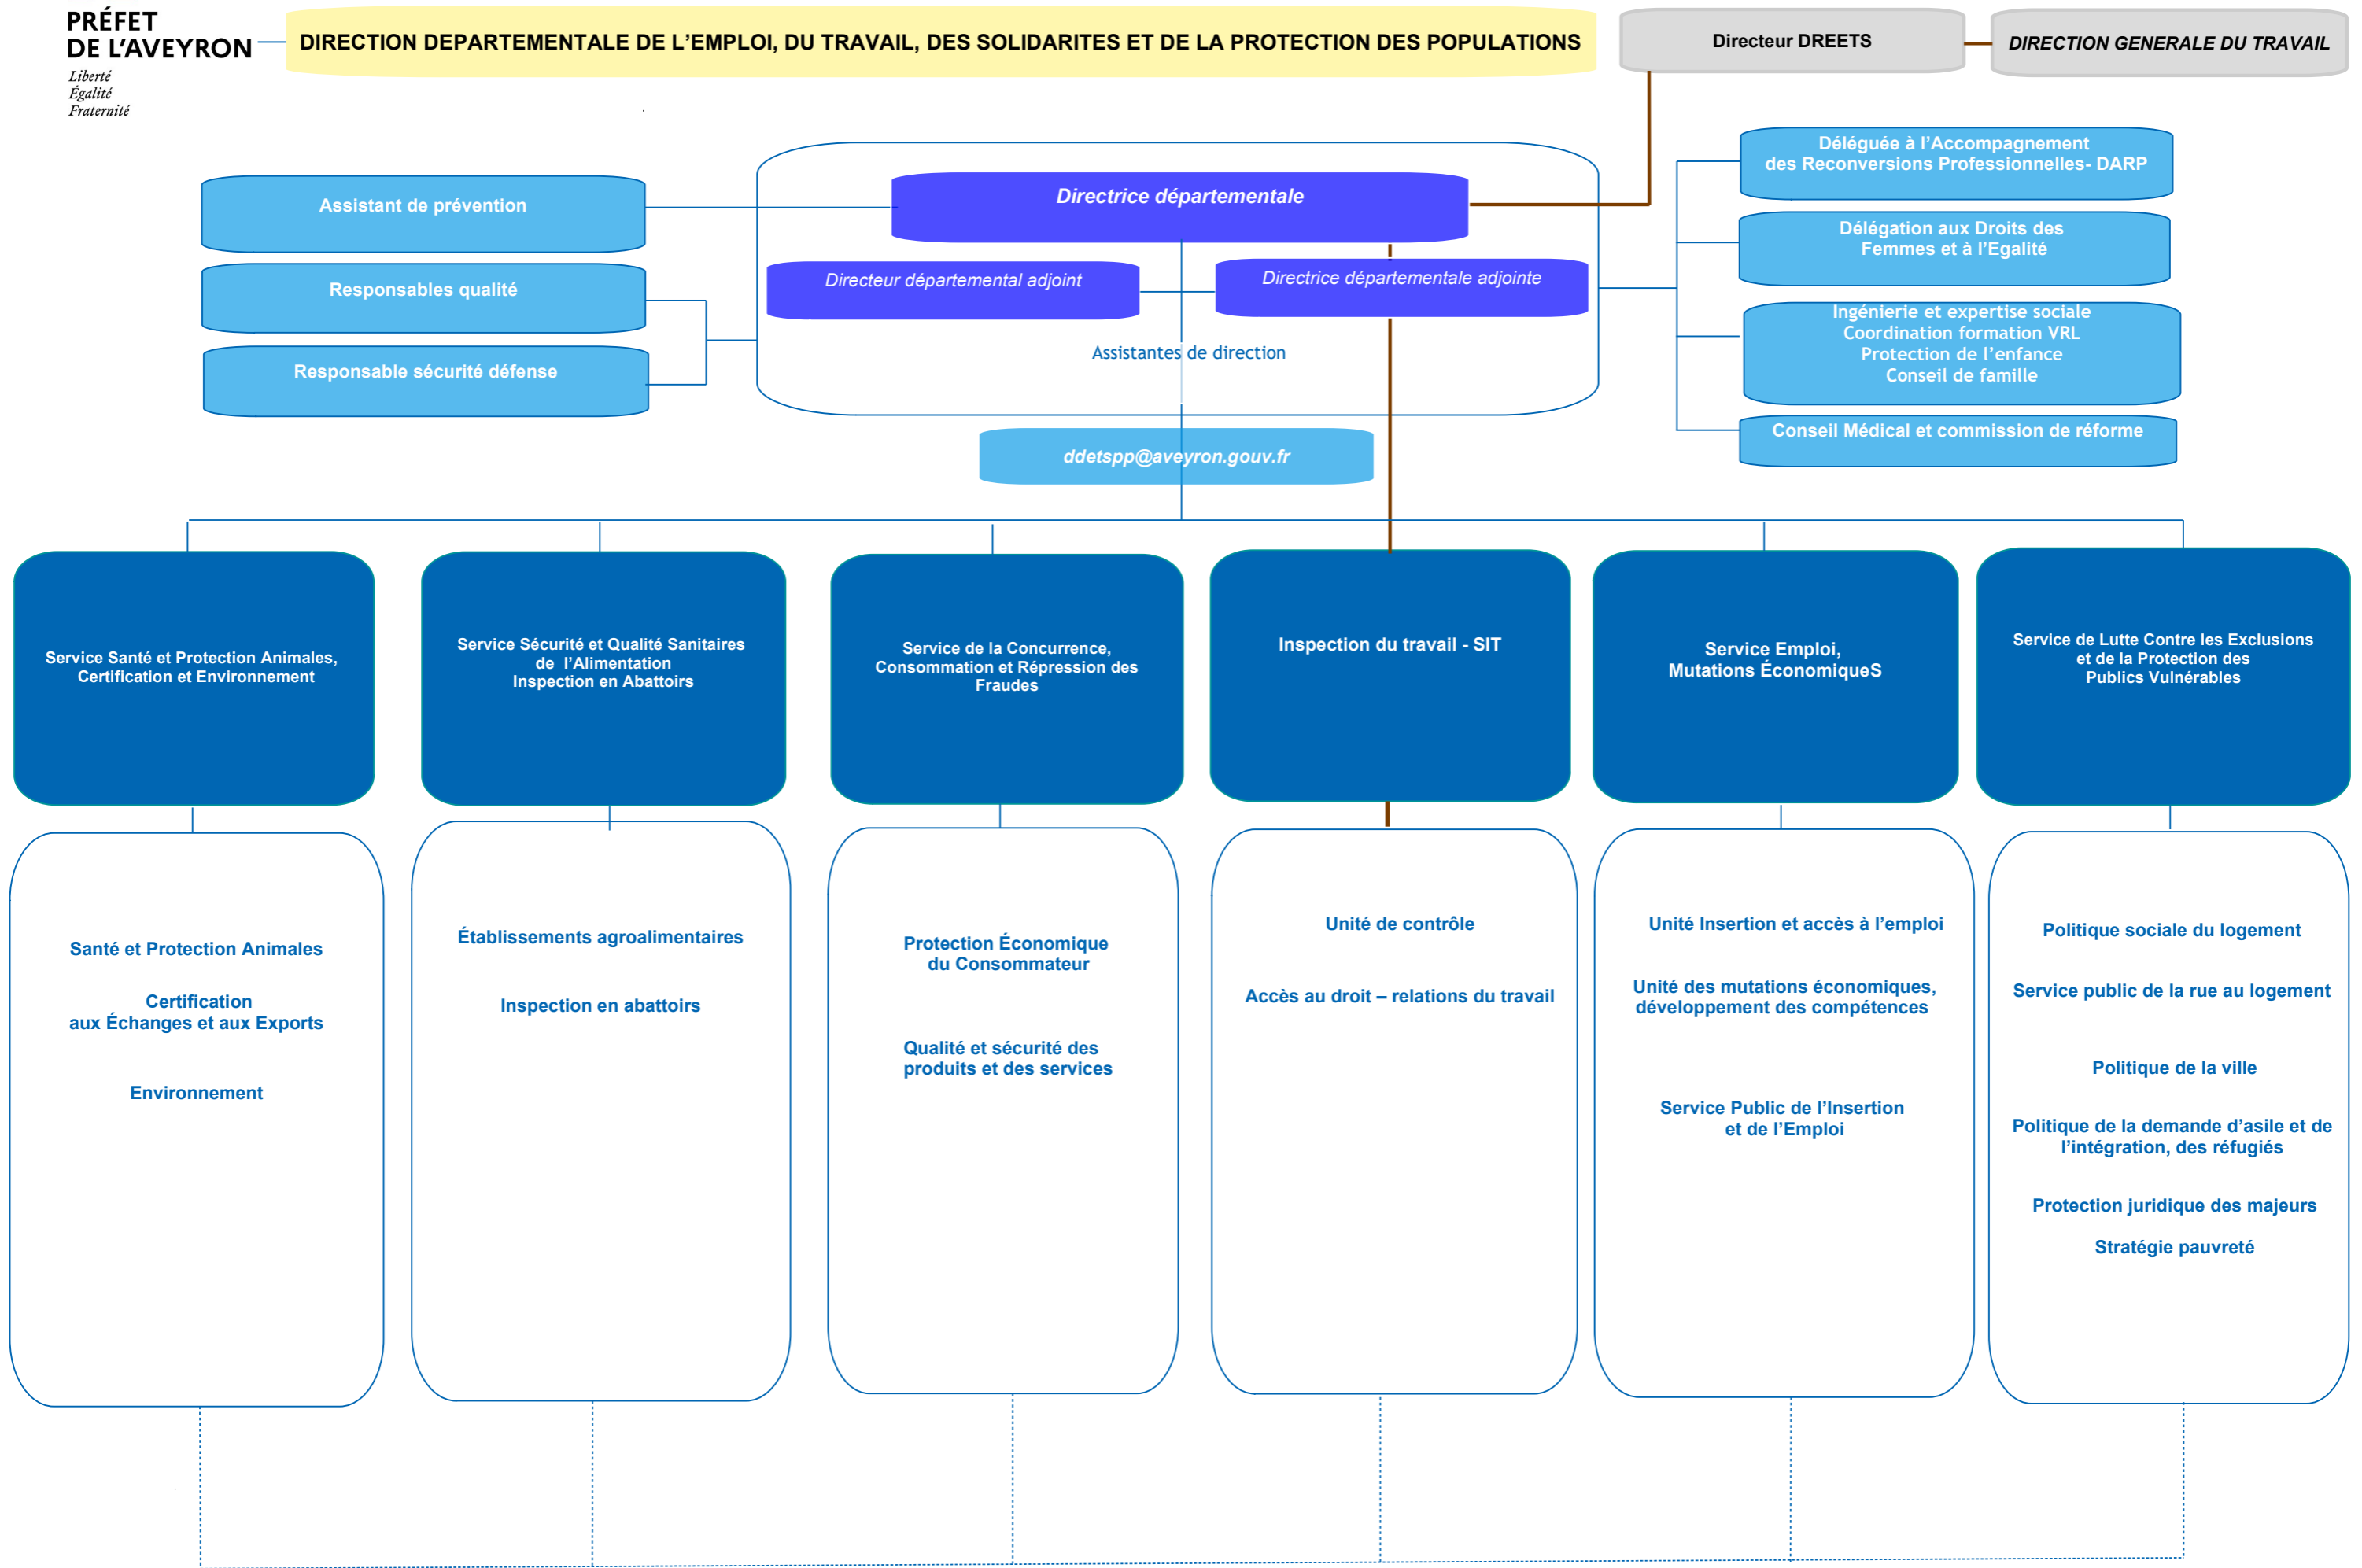 PRÉFET
DE L'AVEYRON
Liberté
Égalité
Fraternité
DIRECTION DEPARTEMENTALE DE L'EMPLOI, DU TRAVAIL, DES SOLIDARITES ET DE LA PROTECTION DES POPULATIONS
Directeur DREETS
DIRECTION GENERALE DU TRAVAIL
Assistant de prévention
Responsables qualité
Responsable sécurité défense
Directrice départementale
Directeur départemental adjoint
Directrice départementale adjointe
Assistantes de direction
ddetspp@aveyron.gouv.fr
Déléguée à l'Accompagnement
des Reconversions Professionnelles- DARP
Délégation aux Droits des
Femmes et à l'Egalité
Ingénierie et expertise sociale
Coordination formation VRL
Protection de l'enfance
Conseil de famille
Conseil Médical et commission de réforme
Service Santé et Protection Animales,
Certification et Environnement
Service Sécurité et Qualité Sanitaires
de l'Alimentation
Inspection en Abattoirs
Service de la Concurrence,
Consommation et Répression des
Fraudes
Inspection du travail - SIT
Service Emploi,
Mutations ÉconomiqueS
Service de Lutte Contre les Exclusions
et de la Protection des
Publics Vulnérables
Santé et Protection Animales
Certification
aux Échanges et aux Exports
Environnement
Établissements agroalimentaires
Inspection en abattoirs
Protection Économique
du Consommateur
Qualité et sécurité des
produits et des services
Unité de contrôle
Accès au droit – relations du travail
Unité Insertion et accès à l'emploi
Unité des mutations économiques,
développement des compétences
Service Public de l'Insertion
et de l'Emploi
Politique sociale du logement
Service public de la rue au logement
Politique de la ville
Politique de la demande d'asile et de
l'intégration, des réfugiés
Protection juridique des majeurs
Stratégie pauvreté